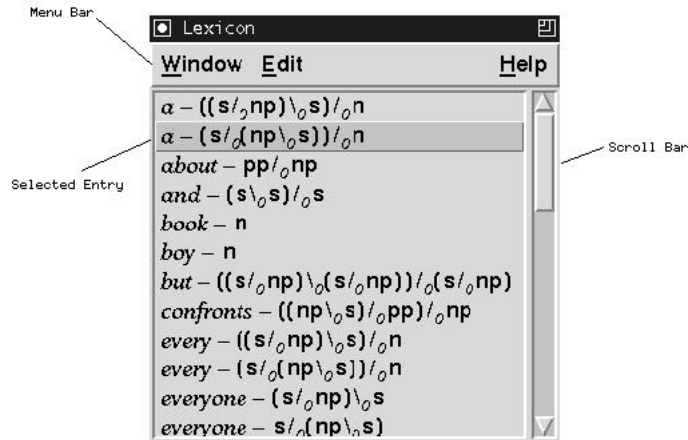 Menu Bar
Lexicon
Window Edit Help
a – ((s/₂np)\₀s)/₀n
a – (s/₀(np\₀s))/₀n
about – pp/₀np
and – (s\₀s)/₀s
book – n
boy – n
but – ((s/₀np)\₀(s/₀np))/₀(s/₀np)
confronts – ((np\₀s)/₀pp)/₀np
every – ((s/₀np)\₀s)/₀n
every – (s/₀(np\₀s))/₀n
everyone – (s/₀np)\₀s
everyone – s/₀(np\₀s)
Selected Entry
Scroll Bar